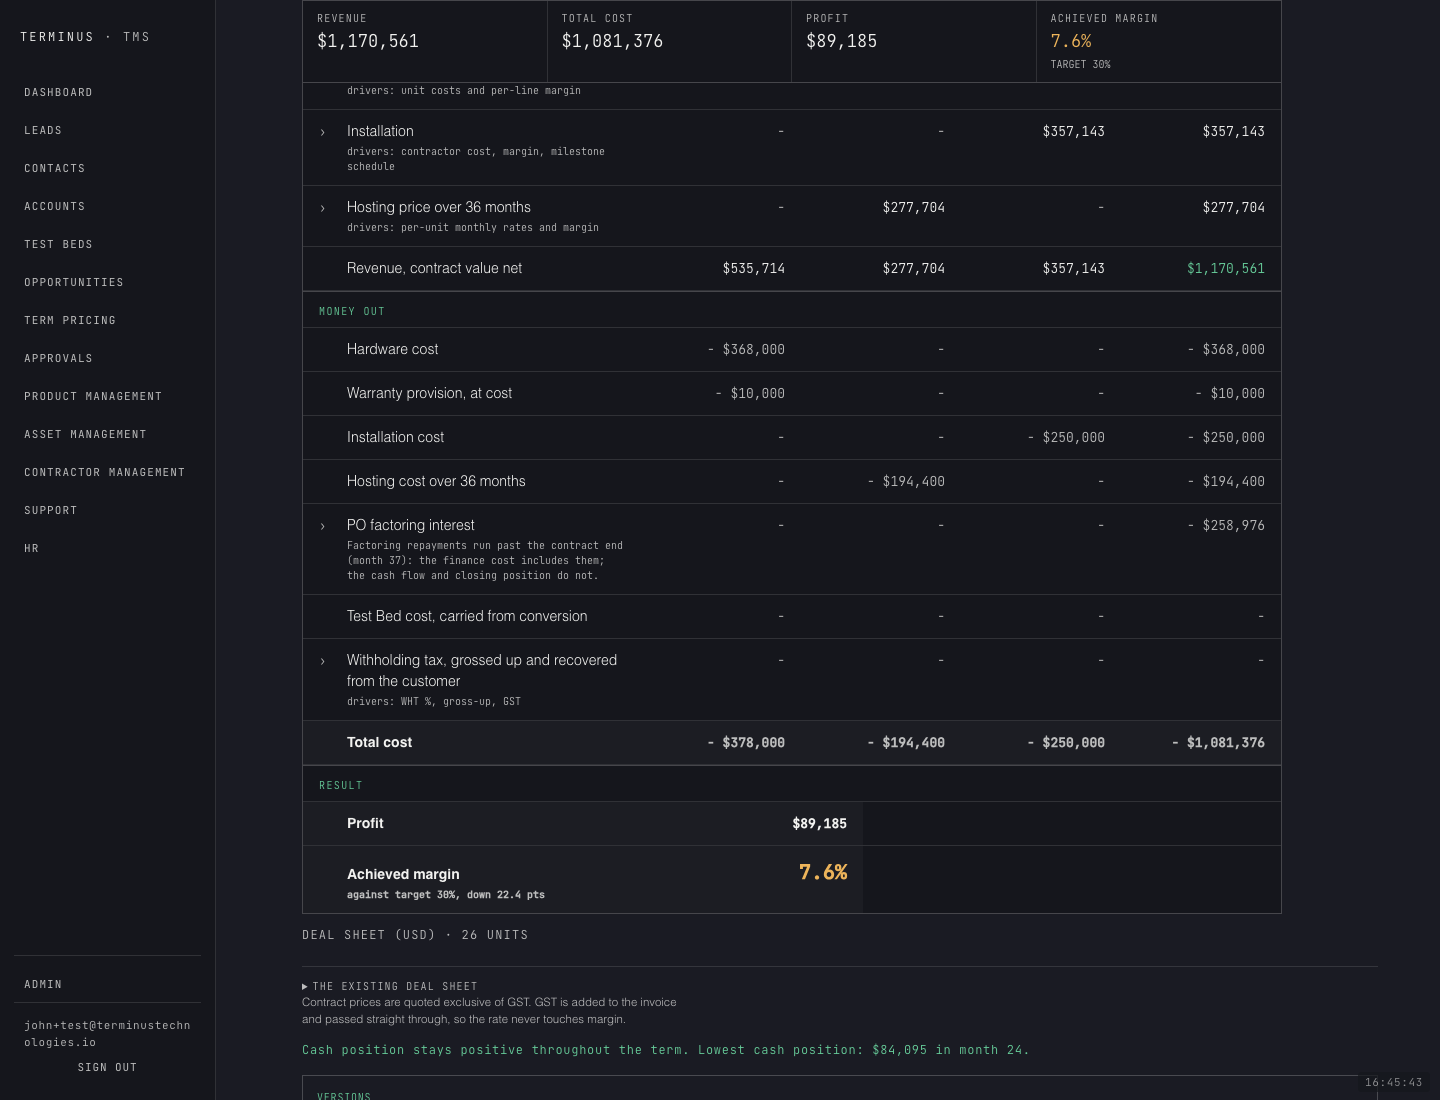 TERMINUS · TMS
DASHBOARD
LEADS
CONTACTS
ACCOUNTS
TEST BEDS
OPPORTUNITIES
TERM PRICING
APPROVALS
PRODUCT MANAGEMENT
ASSET MANAGEMENT
CONTRACTOR MANAGEMENT
SUPPORT
HR
ADMIN
john+test@terminustechn
ologies.io
SIGN OUT
REVENUE TOTAL COST PROFIT ACHIEVED MARGIN
$1,170,561 $1,081,376 $89,185 7.6%
TARGET 30%
drivers: unit costs and per-line margin
› Installation - - $357,143 $357,143
drivers: contractor cost, margin, milestone
schedule
› Hosting price over 36 months - $277,704 - $277,704
drivers: per-unit monthly rates and margin
Revenue, contract value net $535,714 $277,704 $357,143 $1,170,561
MONEY OUT
Hardware cost - $368,000 - - - $368,000
Warranty provision, at cost - $10,000 - - - $10,000
Installation cost - - - $250,000 - $250,000
Hosting cost over 36 months - - $194,400 - - $194,400
› PO factoring interest - - - - $258,976
Factoring repayments run past the contract end
(month 37): the finance cost includes them;
the cash flow and closing position do not.
Test Bed cost, carried from conversion - - - -
› Withholding tax, grossed up and recovered - - - -
from the customer
drivers: WHT %, gross-up, GST
Total cost - $378,000 - $194,400 - $250,000 - $1,081,376
RESULT
Profit $89,185
Achieved margin 7.6%
against target 30%, down 22.4 pts
DEAL SHEET (USD) · 26 UNITS
▶ THE EXISTING DEAL SHEET
Contract prices are quoted exclusive of GST. GST is added to the invoice
and passed straight through, so the rate never touches margin.
Cash position stays positive throughout the term. Lowest cash position: $84,095 in month 24.
VERSIONS
16:45:43